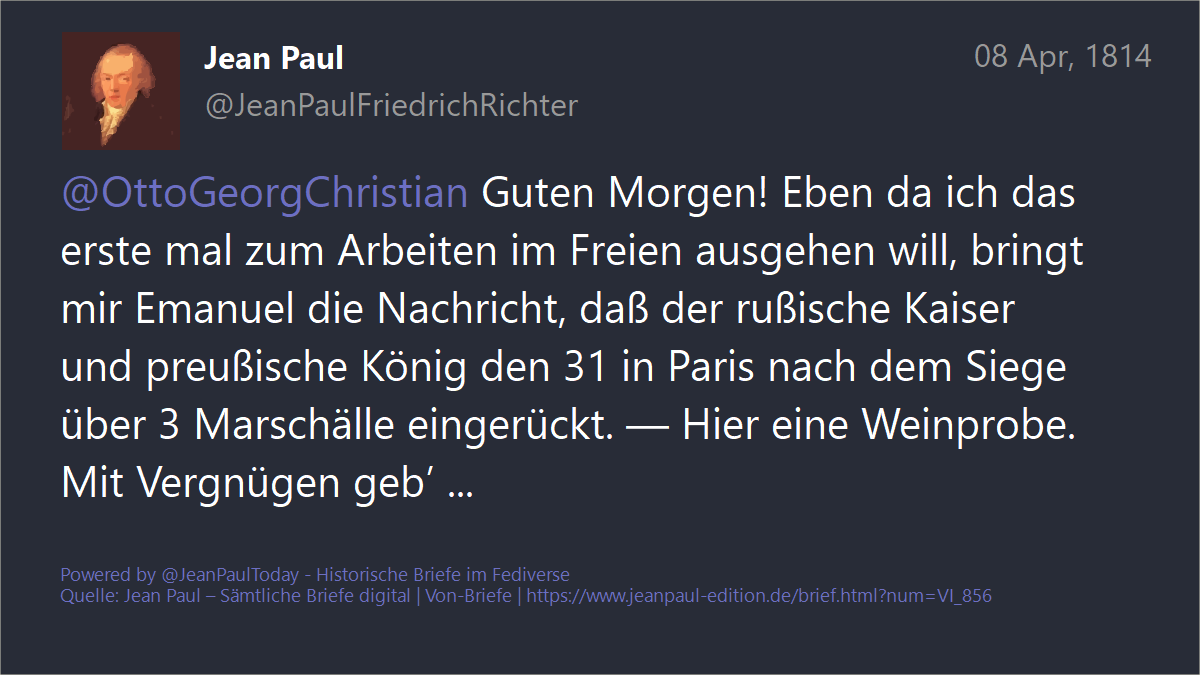 Jean Paul
08 Apr, 1814
@JeanPaulFriedrichRichter
@OttoGeorgChristian Guten Morgen! Eben da ich das
erste mal zum Arbeiten im Freien ausgehen will, bringt
mir Emanuel die Nachricht, daß der rußische Kaiser
und preußische König den 31 in Paris nach dem Siege
über 3 Marschälle eingerückt. — Hier eine Weinprobe.
Mit Vergnügen geb’ ...
Powered by @JeanPaulToday - Historische Briefe im Fediverse
Quelle: Jean Paul – Sämtliche Briefe digital | Von-Briefe | https://www.jeanpaul-edition.de/brief.html?num=VI_856